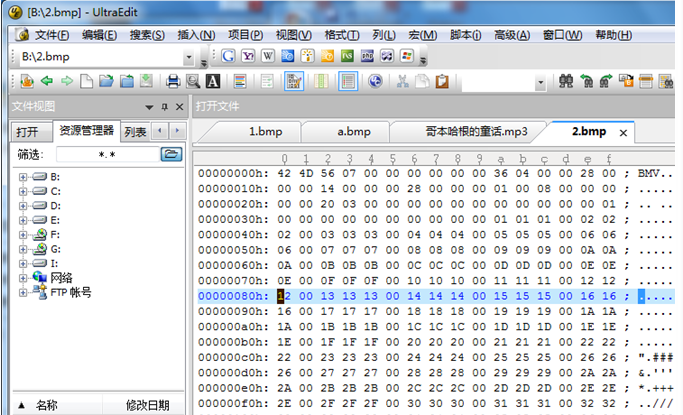 [B:\2.bmp] - UltraEdit
文件(F) 编辑(E) 搜索(S) 插入(N) 项目(P) 视图(V) 格式(T) 列(L) 宏(M) 脚本(i) 高级(A) 窗口(W) 帮助(H)
B:\2.bmp
文件视图
打开文件
打开 资源管理器 列表
1.bmp a.bmp 哥本哈根的童话.mp3 2.bmp
筛选: *.*
0 1 2 3 4 5 6 7 8 9 a b c d e f
B:
C:
D:
E:
F:
G:
I:
网络
FTP 帐号
00000000h: 42 4D 56 07 00 00 00 00 00 00 36 04 00 00 28 00 ; BMV..
00000010h: 00 00 14 00 00 00 28 00 00 00 01 00 08 00 00 00 ; .....
00000020h: 00 00 20 03 00 00 00 00 00 00 00 00 00 00 00 01 ; .. ..
00000030h: 00 00 00 00 00 00 00 00 00 00 01 01 01 00 02 02 ; .....
00000040h: 02 00 03 03 03 00 04 04 04 00 05 05 05 00 06 06 ; .....
00000050h: 06 00 07 07 07 00 08 08 08 00 09 09 09 00 0A 0A ; .....
00000060h: 0A 00 0B 0B 0B 00 0C 0C 0C 00 0D 0D 0D 00 0E 0E ; .....
00000070h: 0E 00 0F 0F 0F 00 10 10 10 00 11 11 11 00 12 12 ; .....
00000080h: 12 00 13 13 13 00 14 14 14 00 15 15 15 00 16 16 ; .....
00000090h: 16 00 17 17 17 00 18 18 18 00 19 19 19 00 1A 1A ; .....
000000a0h: 1A 00 1B 1B 1B 00 1C 1C 1C 00 1D 1D 1D 00 1E 1E ; .....
000000b0h: 1E 00 1F 1F 1F 00 20 20 20 00 21 21 21 00 22 22 ; .....
000000c0h: 22 00 23 23 23 00 24 24 24 00 25 25 25 00 26 26 ; ".###
000000d0h: 26 00 27 27 27 00 28 28 28 00 29 29 29 00 2A 2A ; &.'''
000000e0h: 2A 00 2B 2B 2B 00 2C 2C 2C 00 2D 2D 2D 00 2E 2E ; *.+++
000000f0h: 2E 00 2F 2F 2F 00 30 30 30 00 31 31 31 00 32 32 ; ..///
名称 修改日期